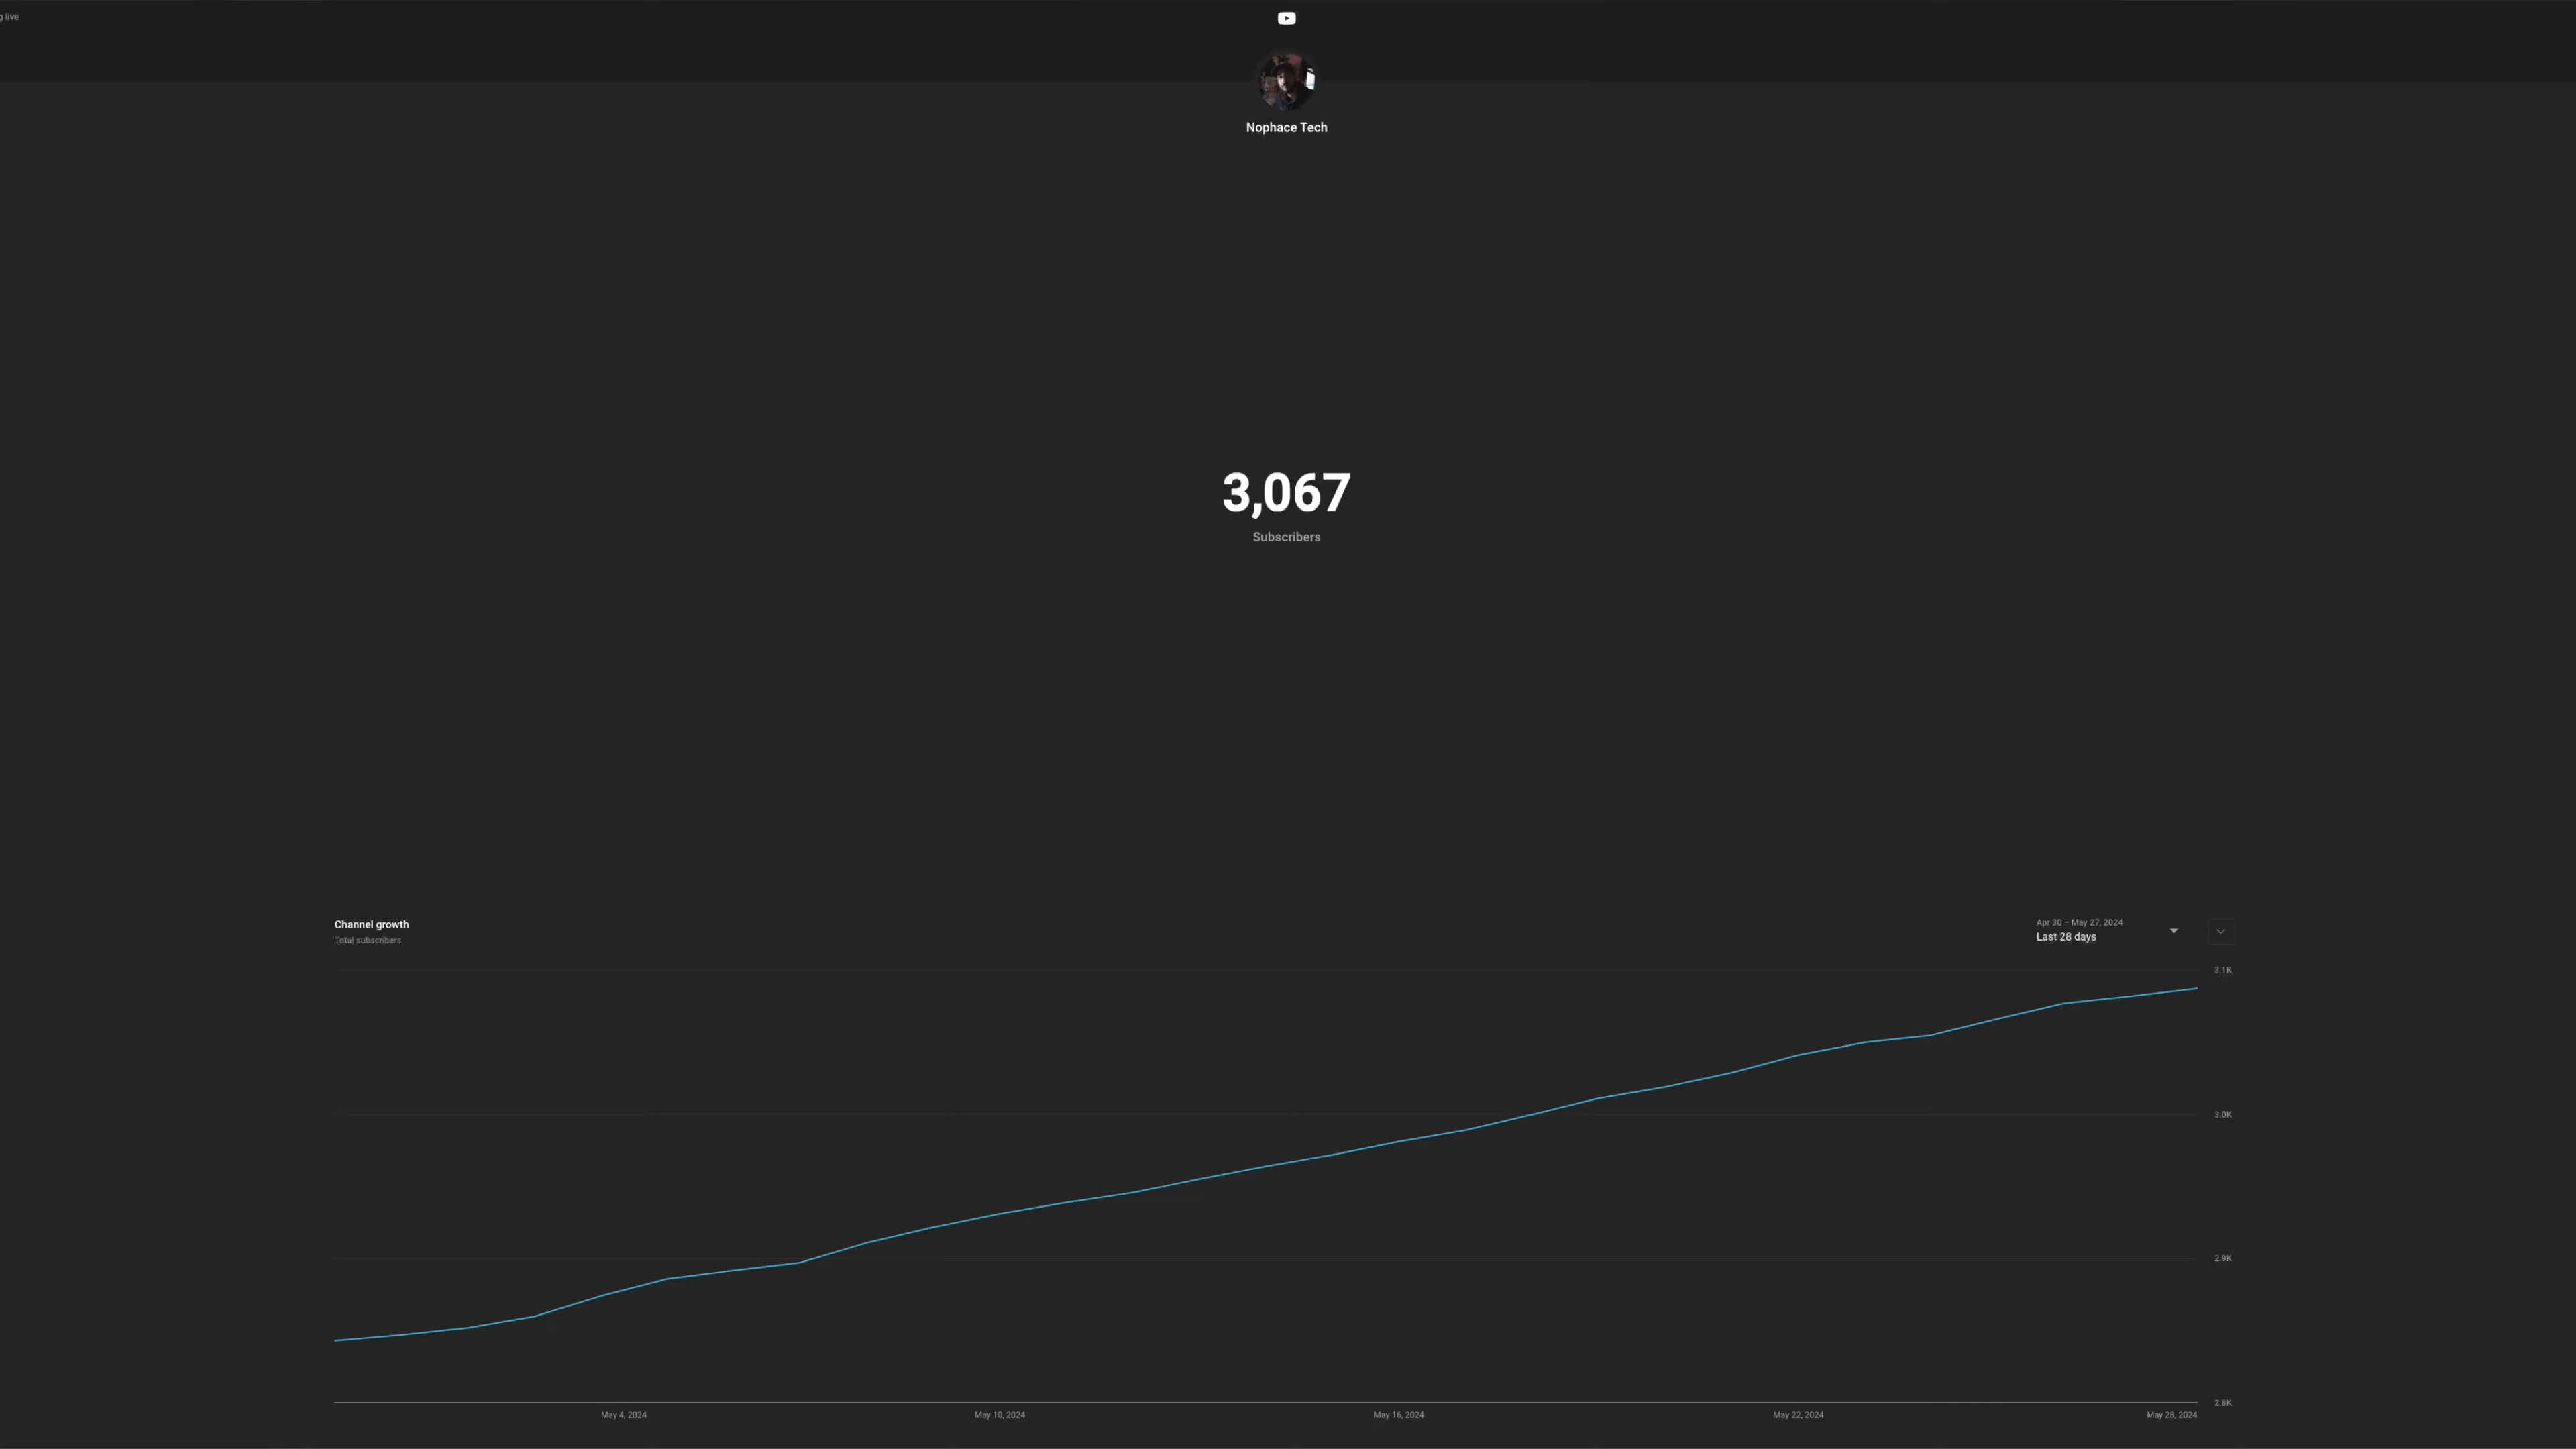 g live
Nophace Tech
3,067
Subscribers
Channel growth
Total subscribers
Apr 30 – May 27, 2024
Last 28 days
3.1K
3.0K
2.9K
2.8K
May 4, 2024
May 10, 2024
May 16, 2024
May 22, 2024
May 28, 2024